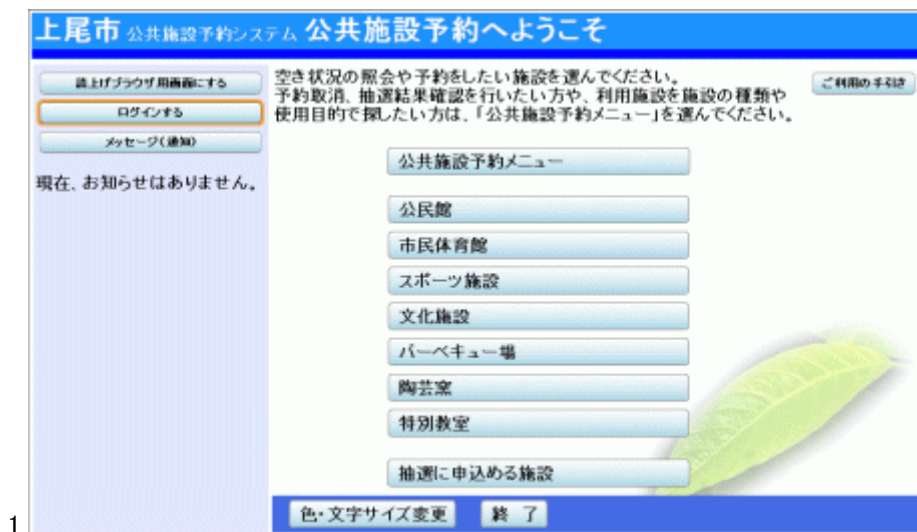 上尾市 公共施設予約システム 公共施設予約へようこそ
読上げブラウザ用画面にする
ログインする
メッセージ(通知)
現在、お知らせはありません。
空き状況の照会や予約をしたい施設を選んでください。
予約取消、抽選結果確認を行いたい方や、利用施設を施設の種類や
使用目的で探したい方は、「公共施設予約メニュー」を選んでください。
ご利用の手引き
公共施設予約メニュー
公民館
市民体育館
スポーツ施設
文化施設
バーベキュー場
陶芸窯
特別教室
抽選に申込める施設
色・文字サイズ変更
終 了
1